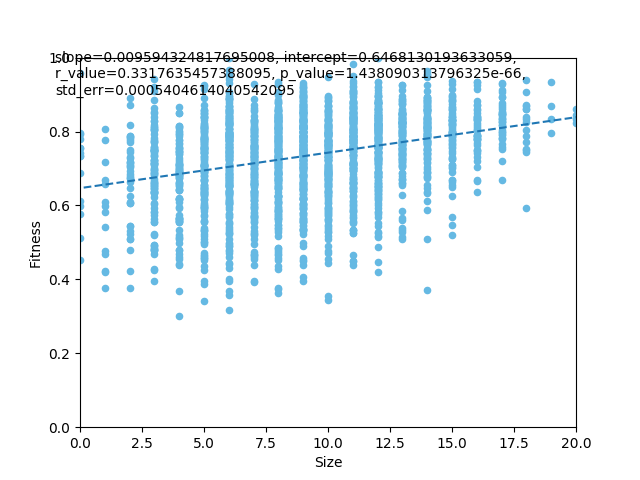 slope=0.009594324817695008, intercept=0.6468130193633059,
r_value=0.3317635457388095, p_value=1.438090313796325e-66,
std_err=0.0005404614040542095
1.0
0.8
0.6
0.4
0.2
0.0
Fitness
0.0 2.5 5.0 7.5 10.0 12.5 15.0 17.5 20.0
Size